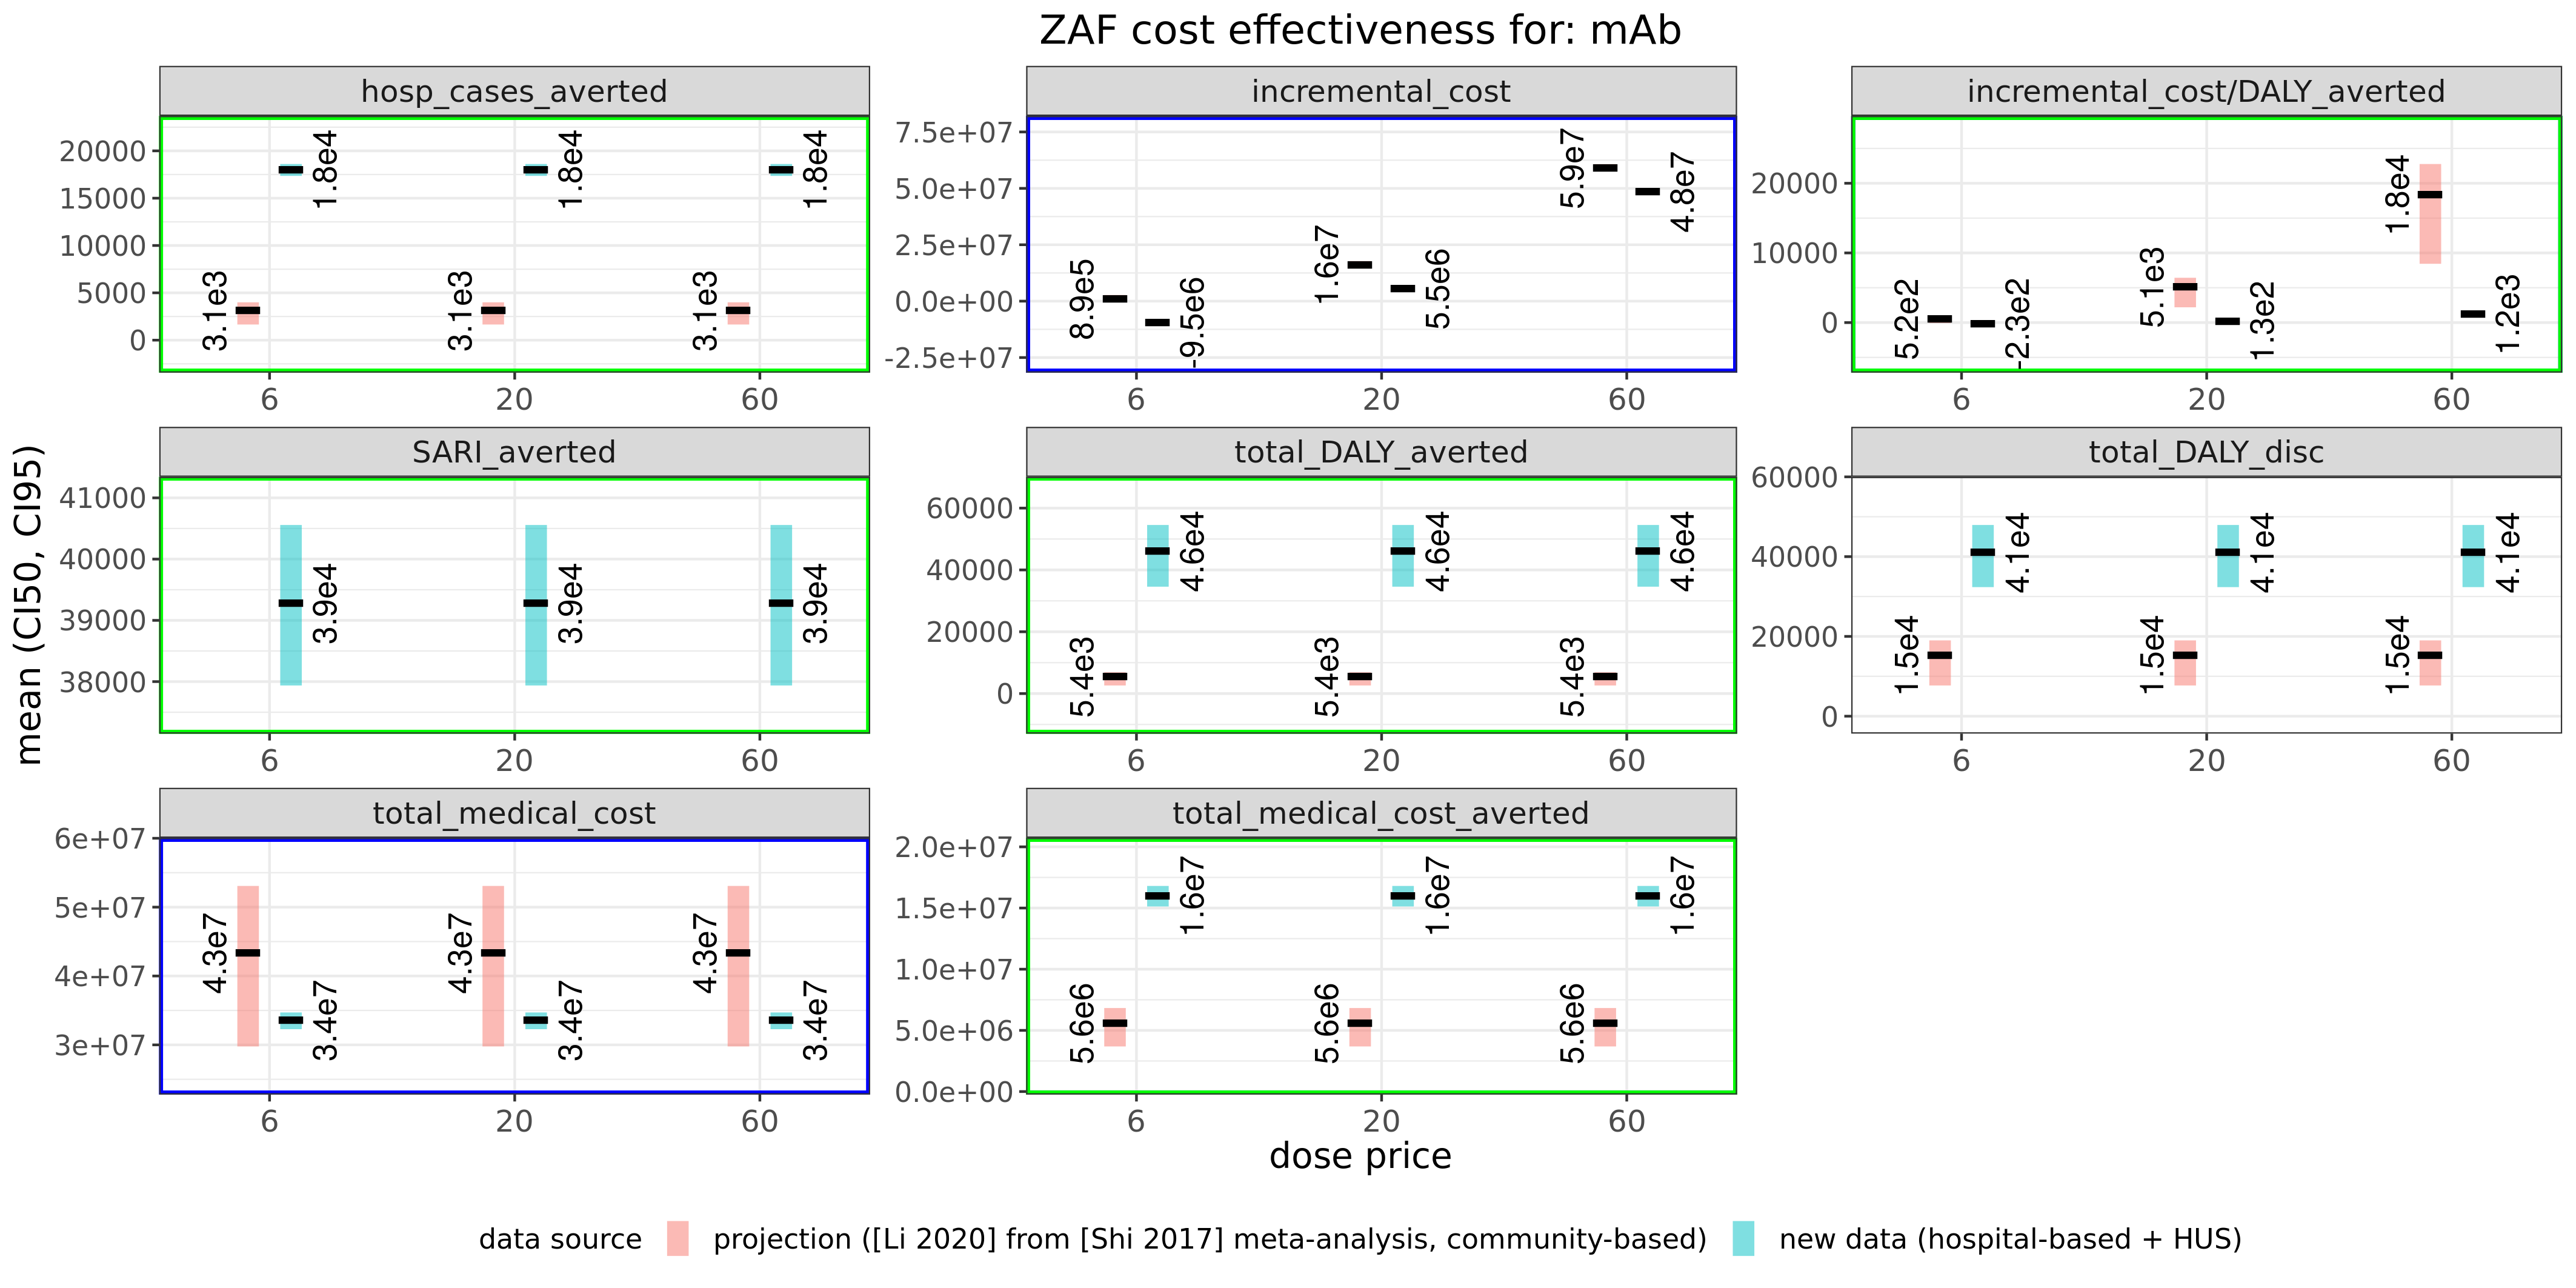 ZAF cost effectiveness for: mAb
hosp_cases_averted
20000
15000
10000
5000
0
3.1e3
1.8e4
3.1e3
1.8e4
3.1e3
1.8e4
6
20
60
incremental_cost
7.5e+07
5.0e+07
2.5e+07
0.0e+00
-2.5e+07
8.9e5
-9.5e6
1.6e7
5.5e6
5.9e7
4.8e7
6
20
60
incremental_cost/DALY_averted
20000
10000
0
5.2e2
-2.3e2
5.1e3
1.3e2
1.8e4
1.2e3
6
20
60
mean (CI50, CI95)
SARI_averted
41000
40000
39000
38000
3.9e4
3.9e4
3.9e4
6
20
60
total_DALY_averted
60000
40000
20000
0
5.4e3
4.6e4
5.4e3
4.6e4
5.4e3
4.6e4
6
20
60
total_DALY_disc
60000
40000
20000
0
1.5e4
4.1e4
1.5e4
4.1e4
1.5e4
4.1e4
6
20
60
total_medical_cost
6e+07
5e+07
4e+07
3e+07
4.3e7
3.4e7
4.3e7
3.4e7
4.3e7
3.4e7
6
20
60
total_medical_cost_averted
2.0e+07
1.5e+07
1.0e+07
5.0e+06
0.0e+00
5.6e6
1.6e7
5.6e6
1.6e7
5.6e6
1.6e7
6
20
60
dose price
data source
projection ([Li 2020] from [Shi 2017] meta-analysis, community-based)
new data (hospital-based + HUS)